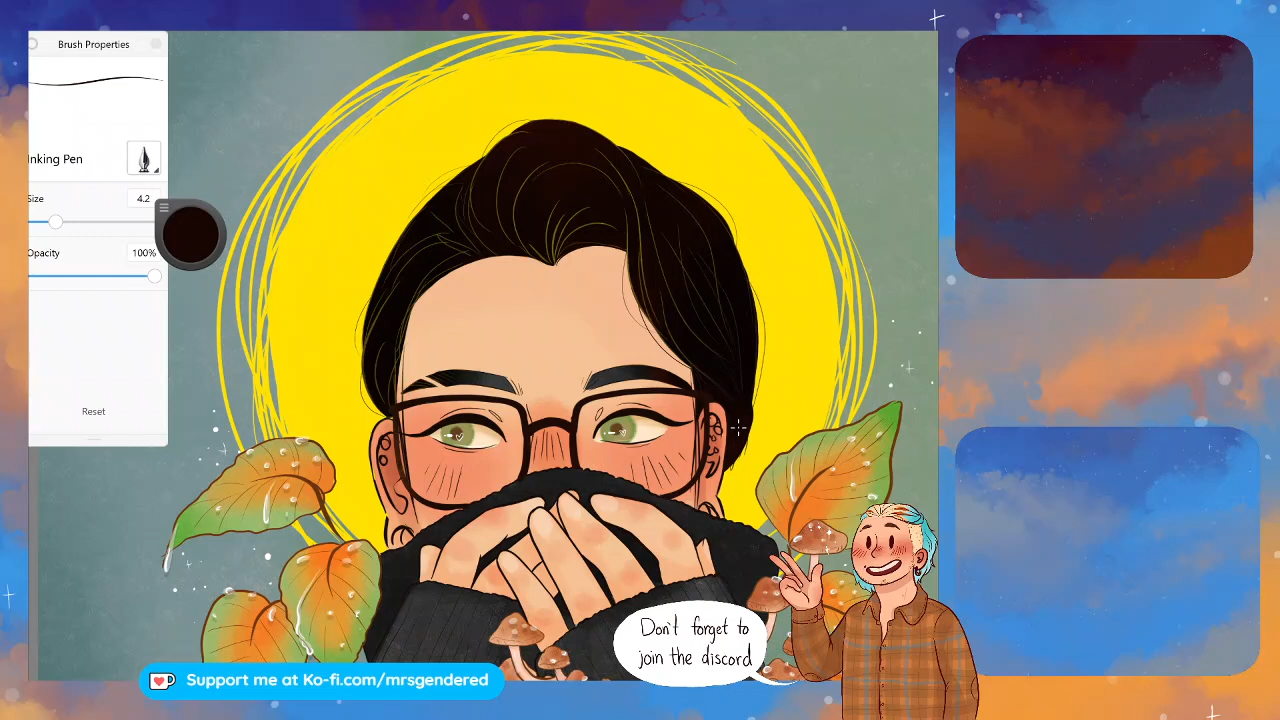 Brush Properties
Inking Pen
Size
4.2
Opacity
100%
Reset
Don't forget to
join the discord
Support me at Ko-fi.com/mrsgendered